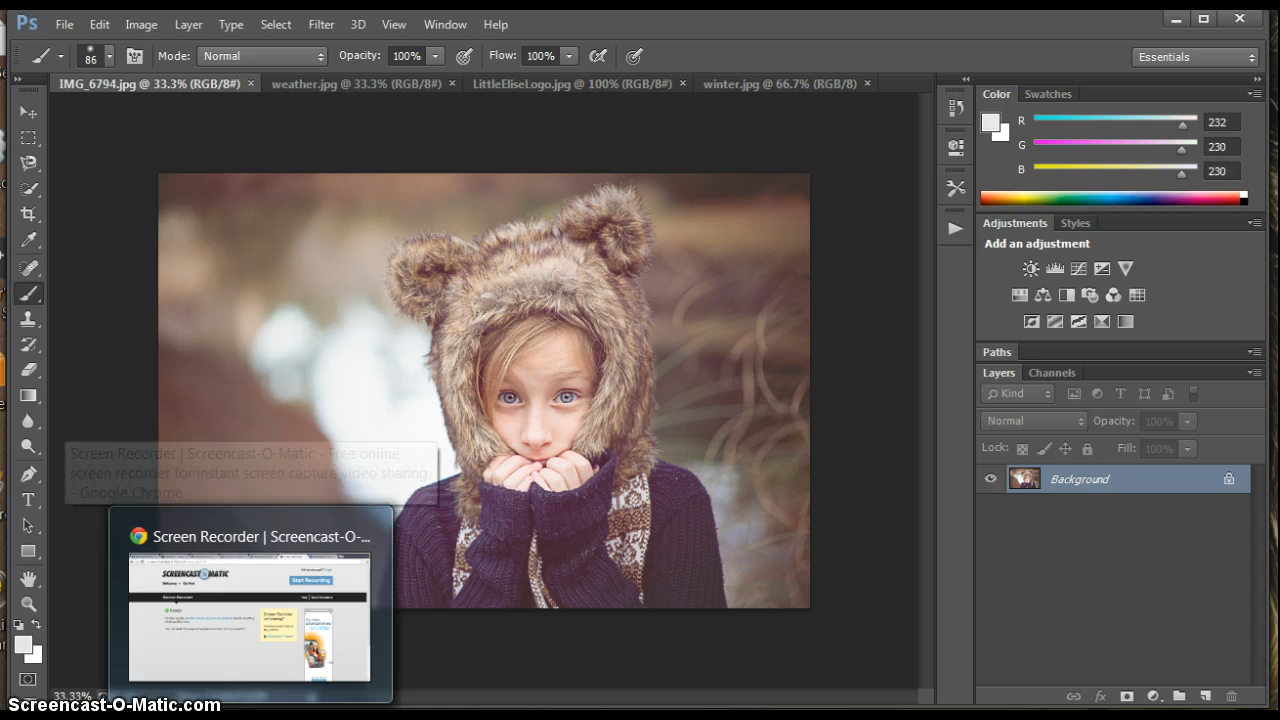 Ps File Edit Image Layer Type Select Filter 3D View Window Help
86 Mode: Normal Opacity: 100% Flow: 100% Essentials
IMG_6794.jpg @ 33.3% (RGB/8#) × weather.jpg @ 33.3% (RGB/8#) × LittleEliseLogo.jpg @ 100% (RGB/8#) × winter.jpg @ 66.7% (RGB/8) ×
Color Swatches
R 232
G 230
B 230
Adjustments Styles
Add an adjustment
Paths
Layers Channels
Kind
Normal Opacity: 100%
Lock: Fill: 100%
Background
Screen Recorder | Screencast-O-Matic - Free online
screen recorder for instant screen capture video sharing.
- Google Chrome
Screen Recorder | Screencast-O-...
SCREENCAST-O-MATIC
Start Recording
33.33%
Screencast-O-Matic.com